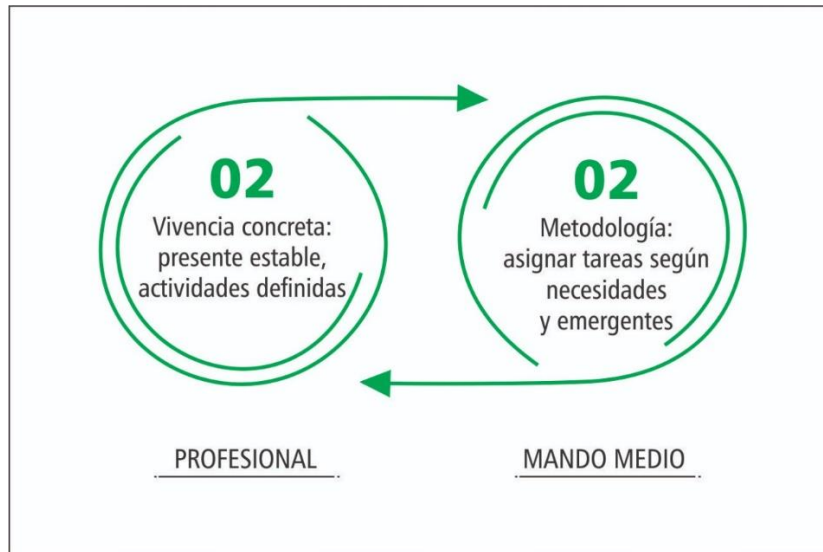 02
Vivencia concreta:
presente estable,
actividades definidas
02
Metodología:
asignar tareas según
necesidades
y emergentes
PROFESIONAL
MANDO MEDIO